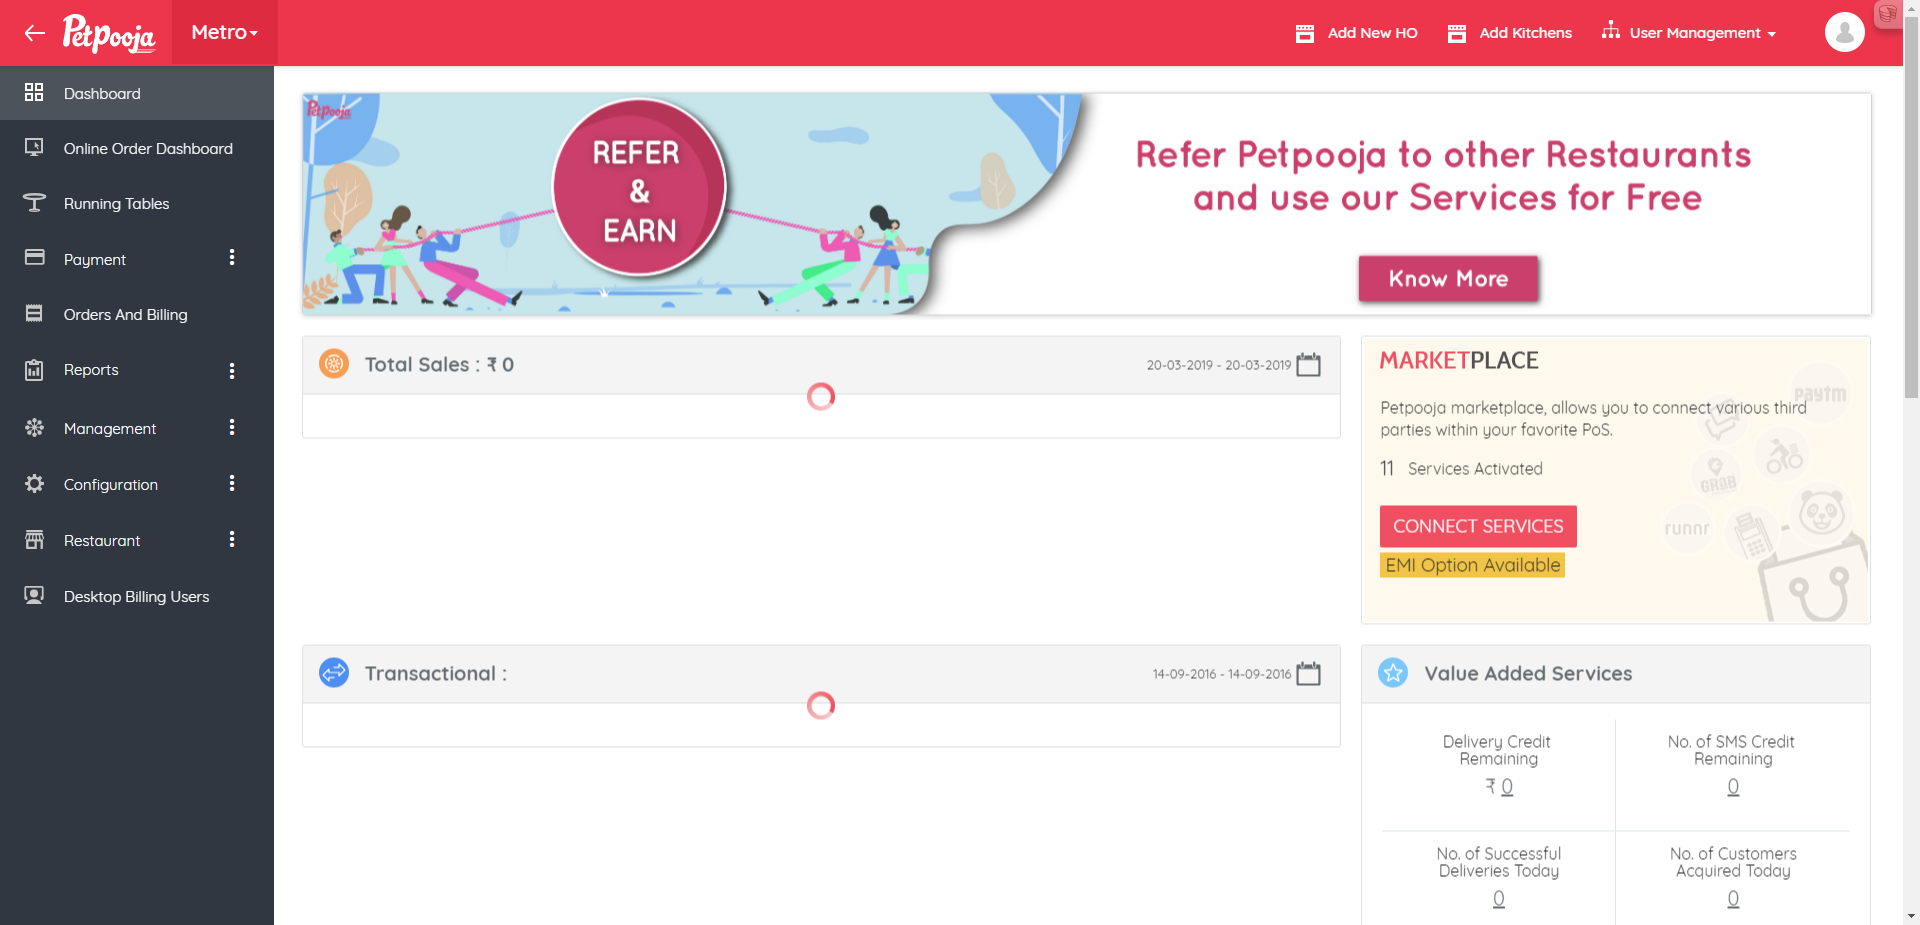 Petpooja
Metro
Add New HO
Add Kitchens
User Management
Dashboard
Online Order Dashboard
Running Tables
Payment
Orders And Billing
Reports
Management
Configuration
Restaurant
Desktop Billing Users
Petpooja
REFER
&
EARN
Refer Petpooja to other Restaurants
and use our Services for Free
Know More
Total Sales : ₹ 0
20-03-2019 - 20-03-2019
MARKETPLACE
Petpooja marketplace, allows you to connect various third
parties within your favorite PoS.
11 Services Activated
CONNECT SERVICES
EMI Option Available
paytm
GRAB
runnr
Transactional :
14-09-2016 - 14-09-2016
Value Added Services
Delivery Credit
Remaining
₹ 0
No. of SMS Credit
Remaining
0
No. of Successful
Deliveries Today
0
No. of Customers
Acquired Today
0